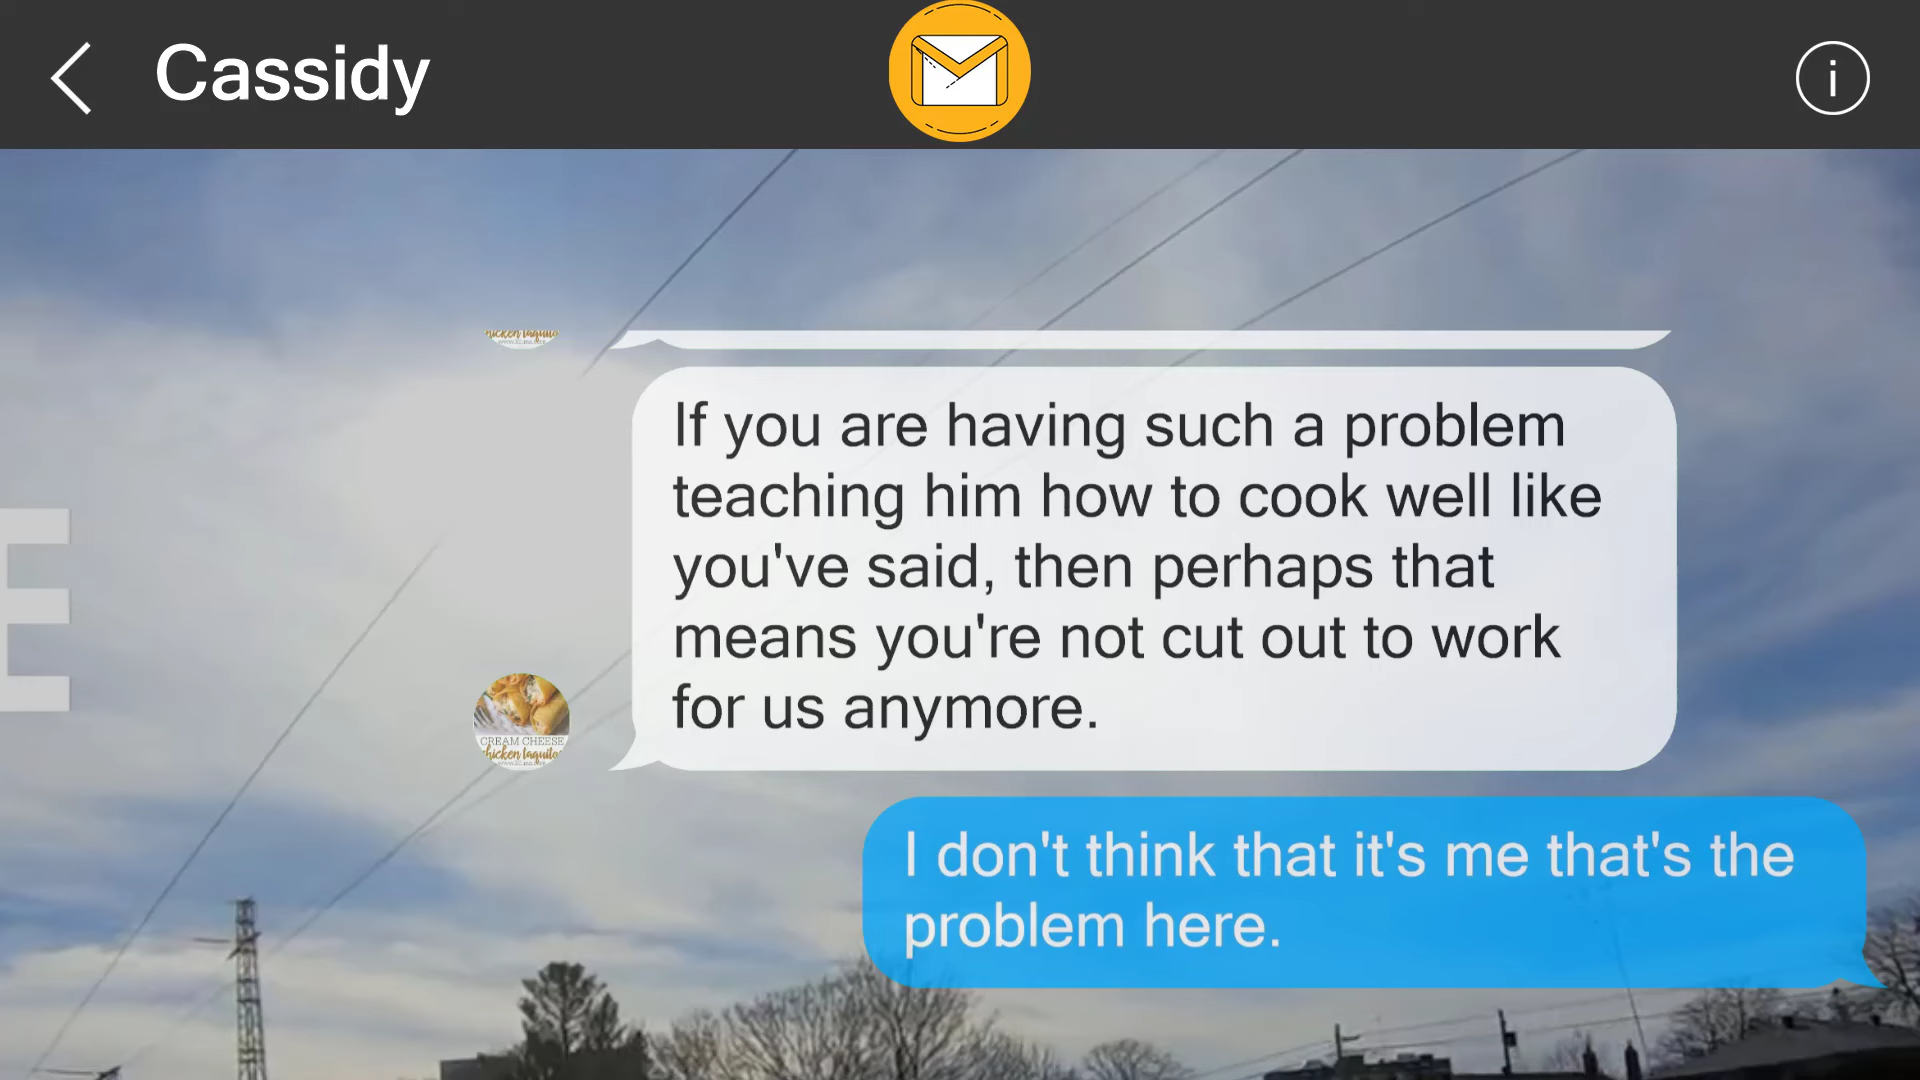 Cassidy
i
If you are having such a problem
teaching him how to cook well like
you've said, then perhaps that
means you're not cut out to work
for us anymore.
CREAM CHEESE
chicken taquitos
I don't think that it's me that's the
problem here.
E